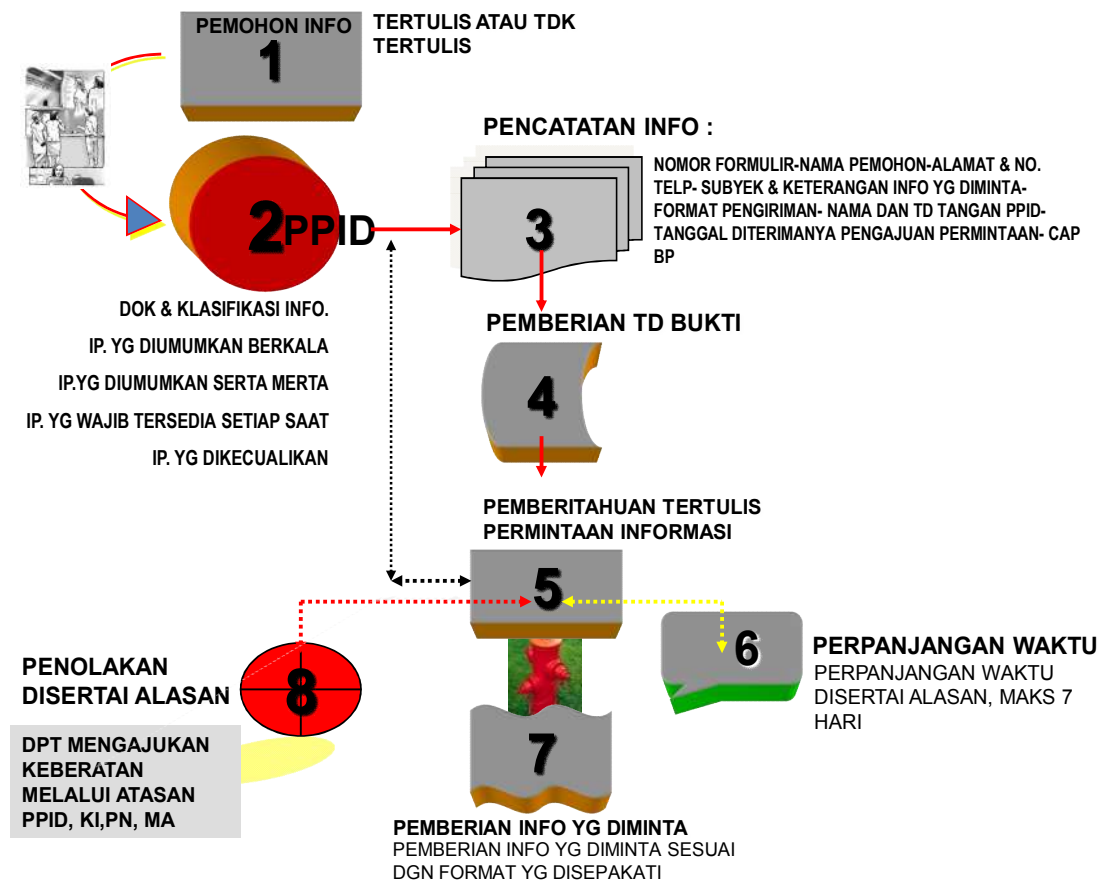 PEMOHON INFO
1
TERTULIS ATAU TDK
TERTULIS
2 PPID
DOK & KLASIFIKASI INFO.
IP. YG DIUMUMKAN BERKALA
IP.YG DIUMUMKAN SERTA MERTA
IP. YG WAJIB TERSEDIA SETIAP SAAT
IP. YG DIKECUALIKAN
PENCATATAN INFO :
3
NOMOR FORMULIR-NAMA PEMOHON-ALAMAT & NO.
TELP- SUBYEK & KETERANGAN INFO YG DIMINTA-
FORMAT PENGIRIMAN- NAMA DAN TD TANGAN PPID-
TANGGAL DITERIMANYA PENGAJUAN PERMINTAAN- CAP
BP
PEMBERIAN TD BUKTI
4
PEMBERITAHUAN TERTULIS
PERMINTAAN INFORMASI
5
6
PERPANJANGAN WAKTU
PERPANJANGAN WAKTU
DISERTAI ALASAN, MAKS 7
HARI
7
PEMBERIAN INFO YG DIMINTA
PEMBERIAN INFO YG DIMINTA SESUAI
DGN FORMAT YG DISEPAKATI
PENOLAKAN
DISERTAI ALASAN
8
DPT MENGAJUKAN
KEBERATAN
MELALUI ATASAN
PPID, KI,PN, MA